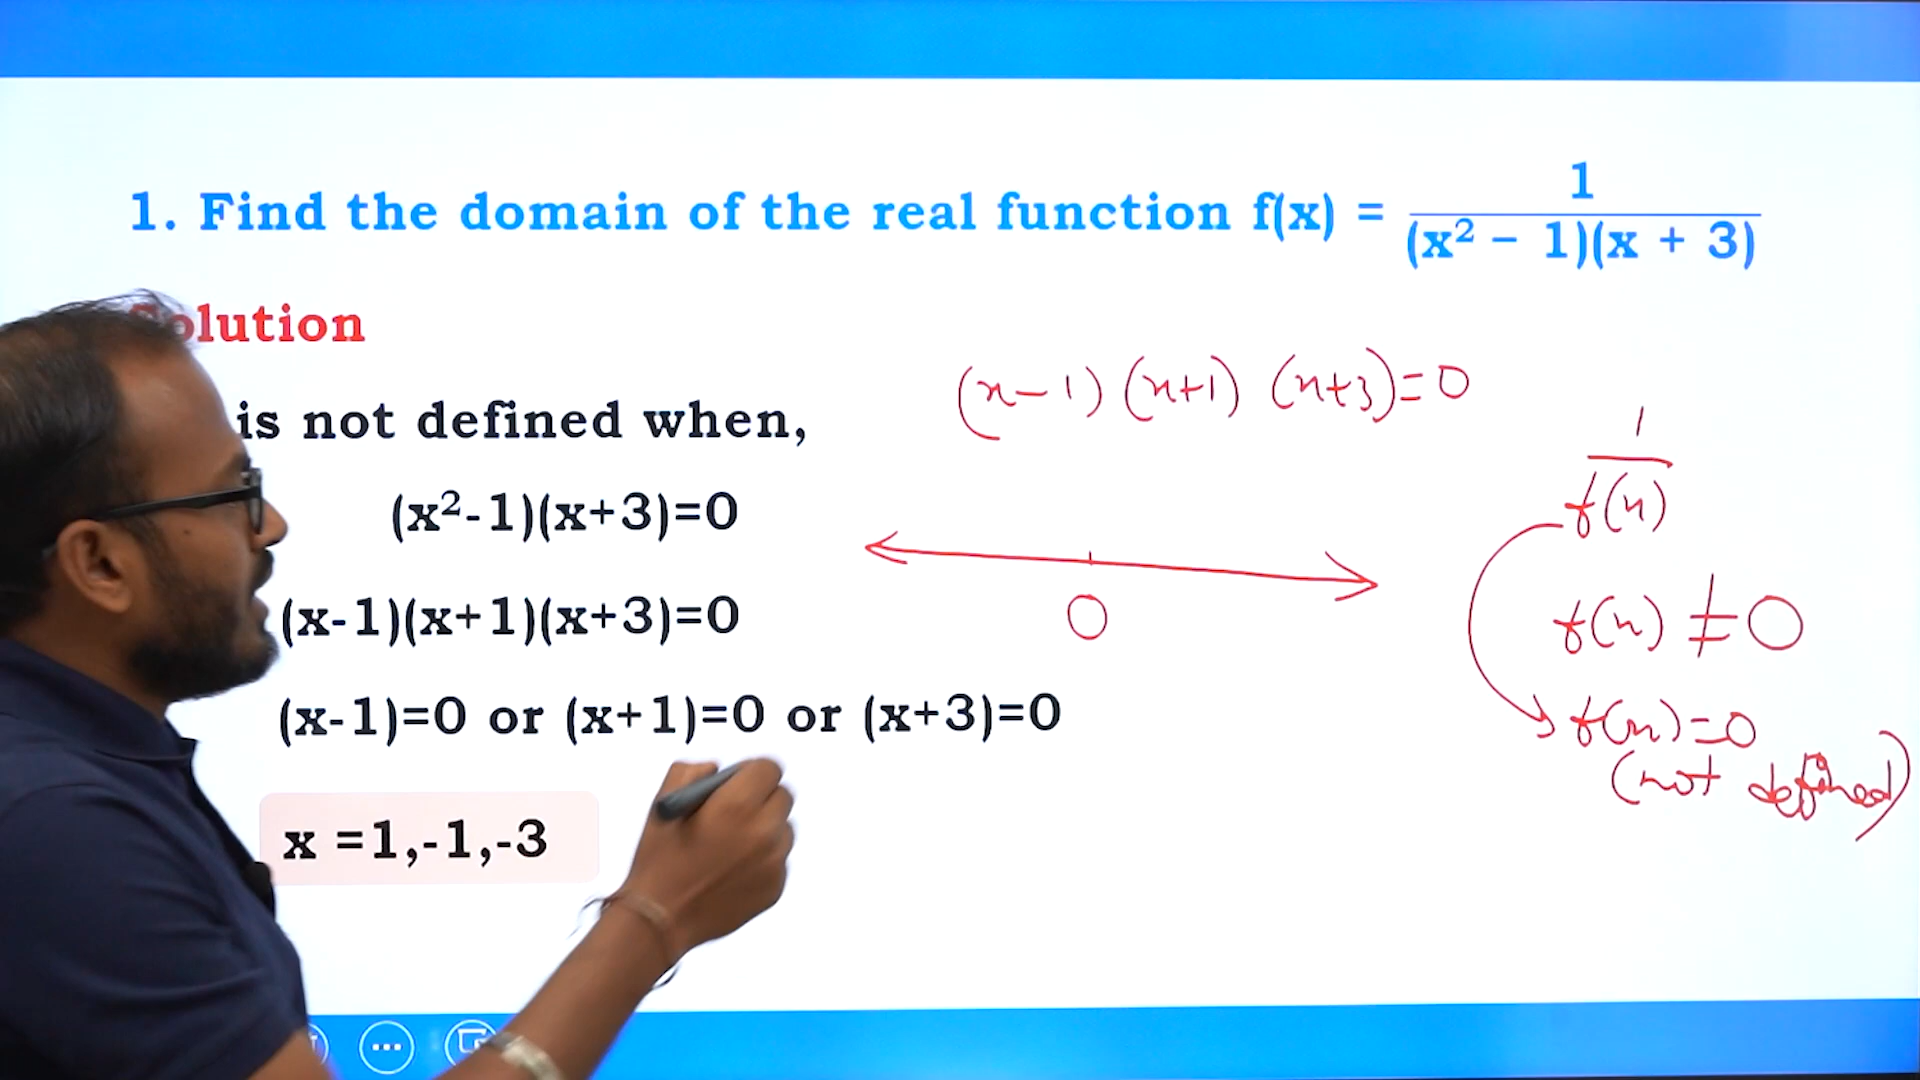 1. Find the domain of the real function f(x) = 1/((x² − 1)(x + 3))
Solution
is not defined when,
(x²-1)(x+3)=0
(x-1)(x+1)(x+3)=0
(x-1)=0 or (x+1)=0 or (x+3)=0
x =1,-1,-3
(x-1) (x+1) (x+3)=0
0
1/f(x)
f(x) ≠ 0
f(x)=0
(not defined)